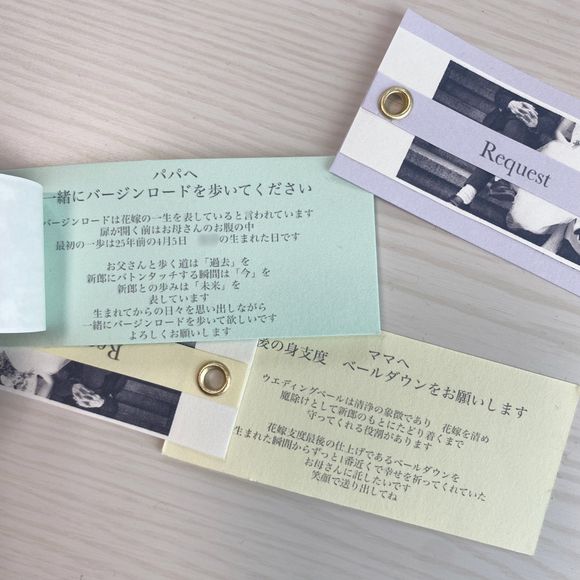 パパへ
一緒にバージンロードを歩いてください
バージンロードは花嫁の一生を表していると言われています
扉が開く前はお母さんのお腹の中
最初の一歩は25年前の4月5日 の生まれた日です
お父さんと歩く道は「過去」を
新郎にバトンタッチする瞬間は「今」を
新郎との歩みは「未来」を
表しています
生まれてからの日々を思い出しながら
一緒にバージンロードを歩いて欲しいです
よろしくお願いします
Request
Request
ママへ
後の身支度 ベールダウンをお願いします
ウエディングベールは清浄の象徴であり 花嫁を清め
魔除けとして新郎のもとにたどり着くまで
守ってくれる役割があります
花嫁支度最後の仕上げであるベールダウンを
生まれた瞬間からずっと1番近くで幸せを祈ってくれていた
お母さんに託したいです
笑顔で送り出してね